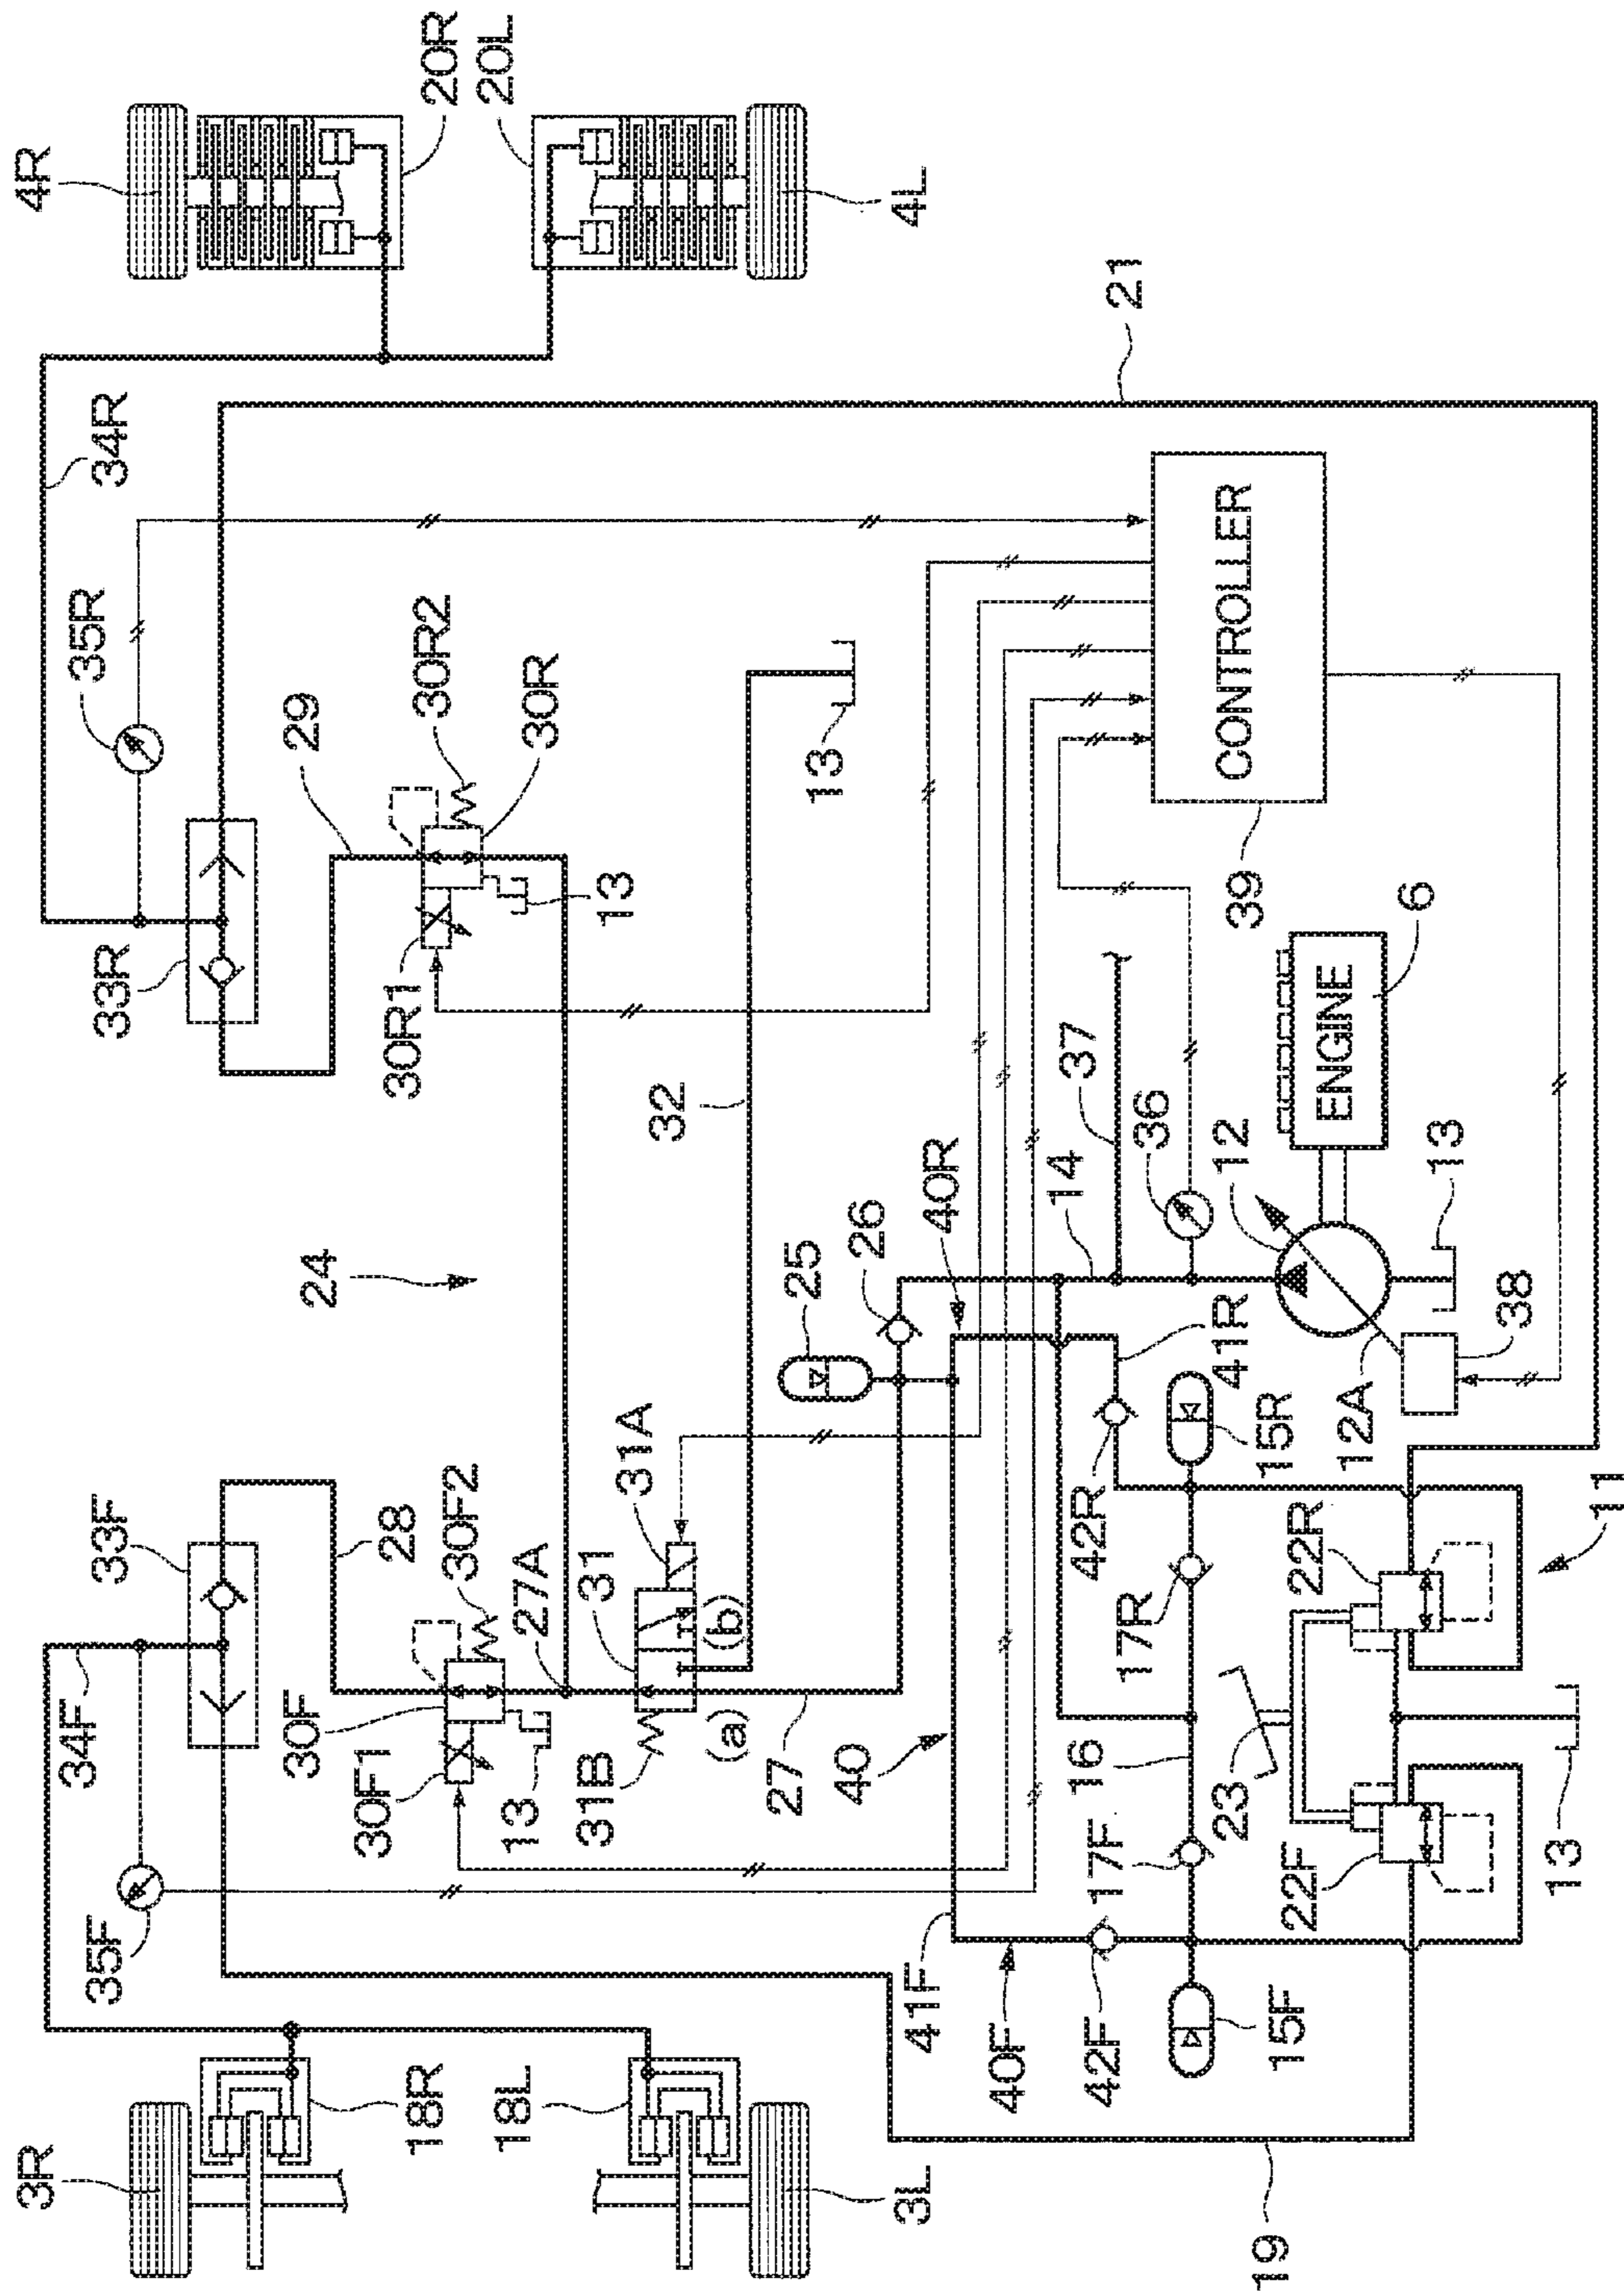 3R
18R
18L
3L
19
35F
34F
33F
28
30F
30F1
30F2
13
27A
31
31A
31B
(a)
(b)
27
24
32
13
25
26
40
40R
41F
40F
42F
15F
17F
16
17R
42R
15R
41R
14
37
36
12
12A
38
13
ENGINE
6
CONTROLLER
39
22F
23
22R
13
11
33R
35R
34R
29
30R1
30R2
30R
13
21
4R
20R
20L
4L